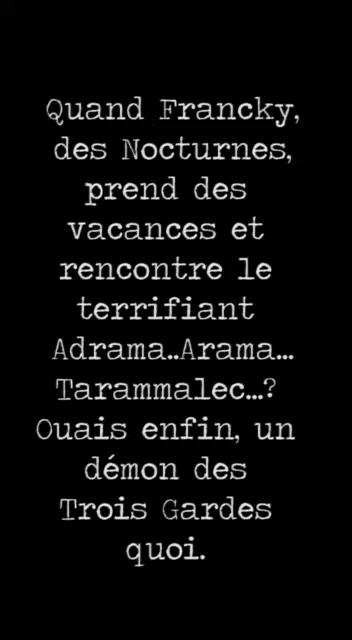 Quand Francky,
des Nocturnes,
prend des
vacances et
rencontre le
terrifiant
Adrama..Arama...
Tarammalec...?
Ouais enfin, un
démon des
Trois Gardes
quoi.